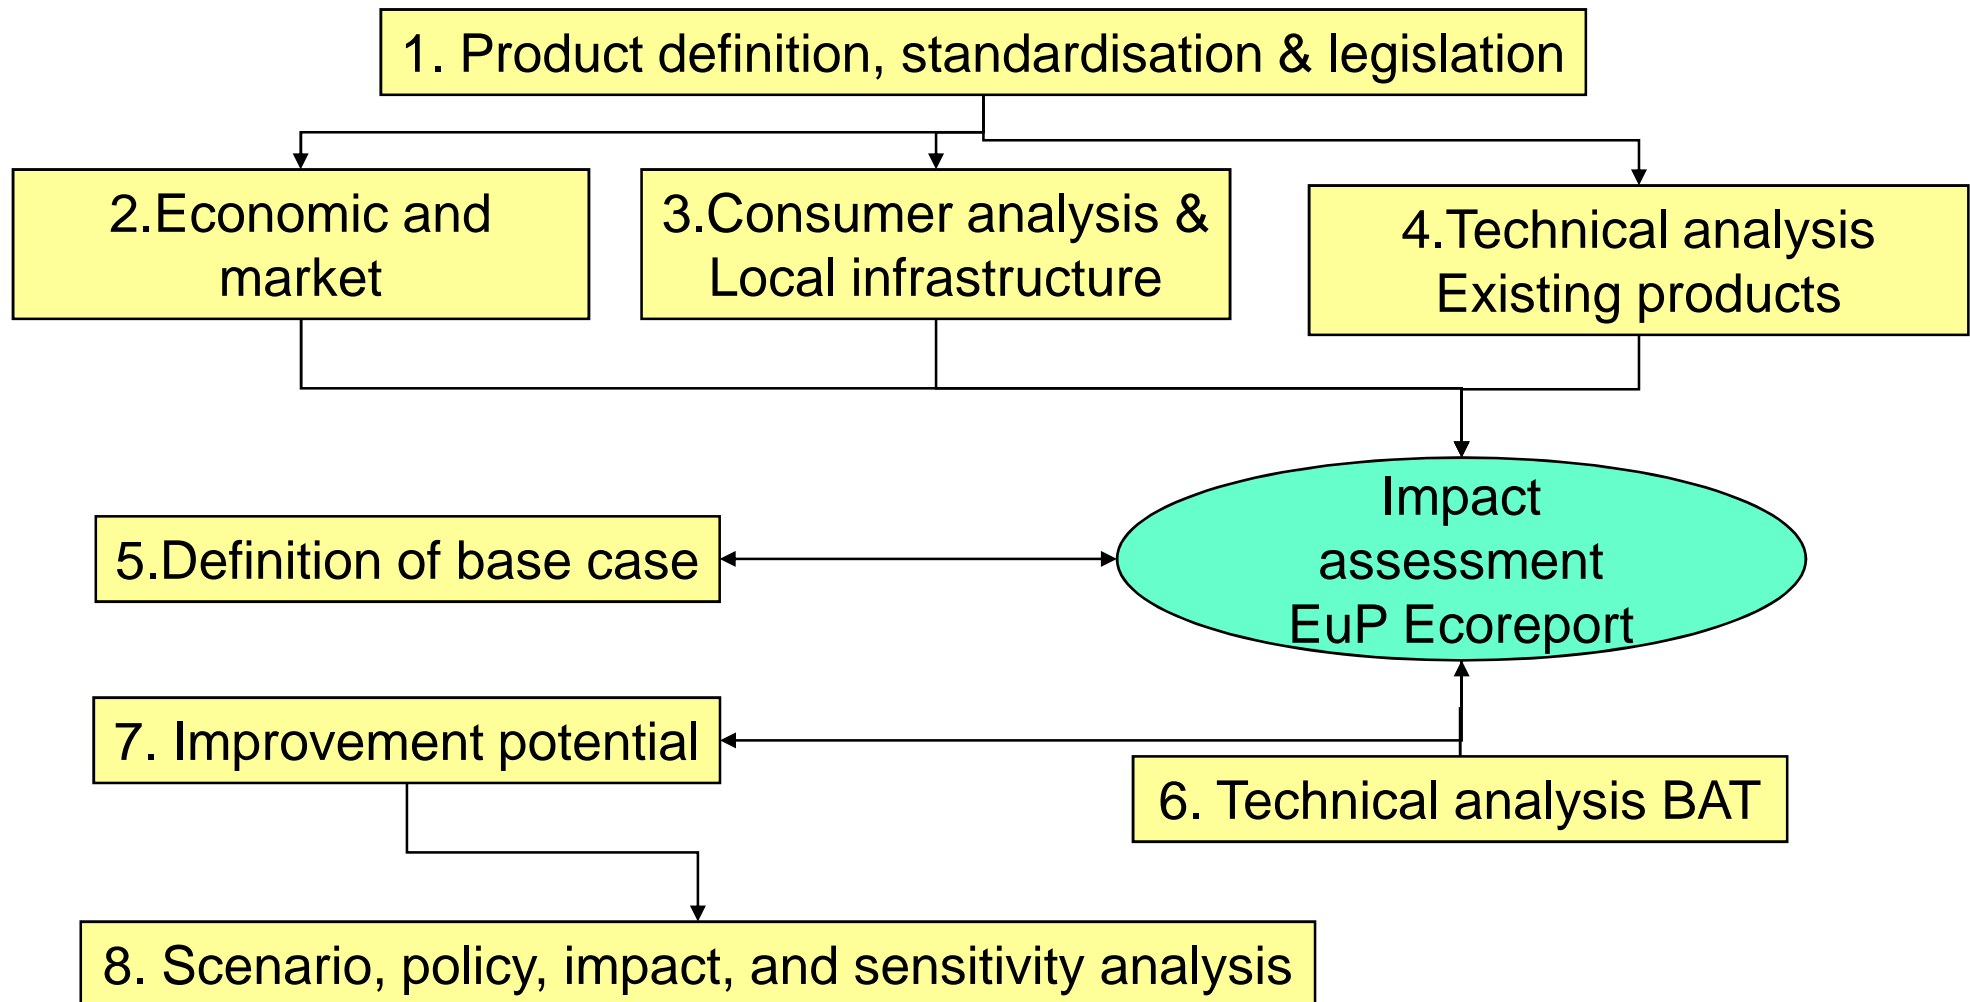 1. Product definition, standardisation & legislation
2.Economic and
market
3.Consumer analysis &
Local infrastructure
4.Technical analysis
Existing products
Impact
assessment
EuP Ecoreport
5.Definition of base case
7. Improvement potential
6. Technical analysis BAT
8. Scenario, policy, impact, and sensitivity analysis